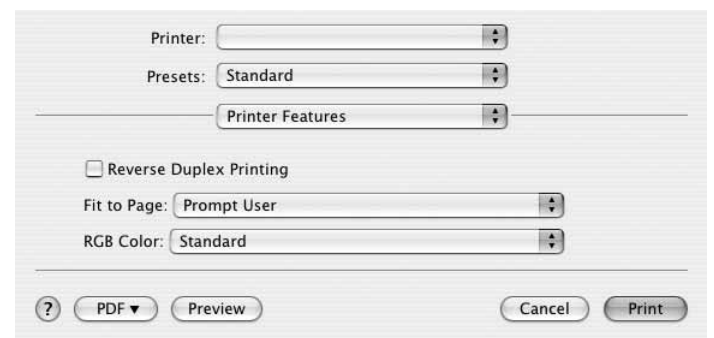 Printer:
Presets: Standard
Printer Features
Reverse Duplex Printing
Fit to Page: Prompt User
RGB Color: Standard
? PDF ▼ Preview Cancel Print